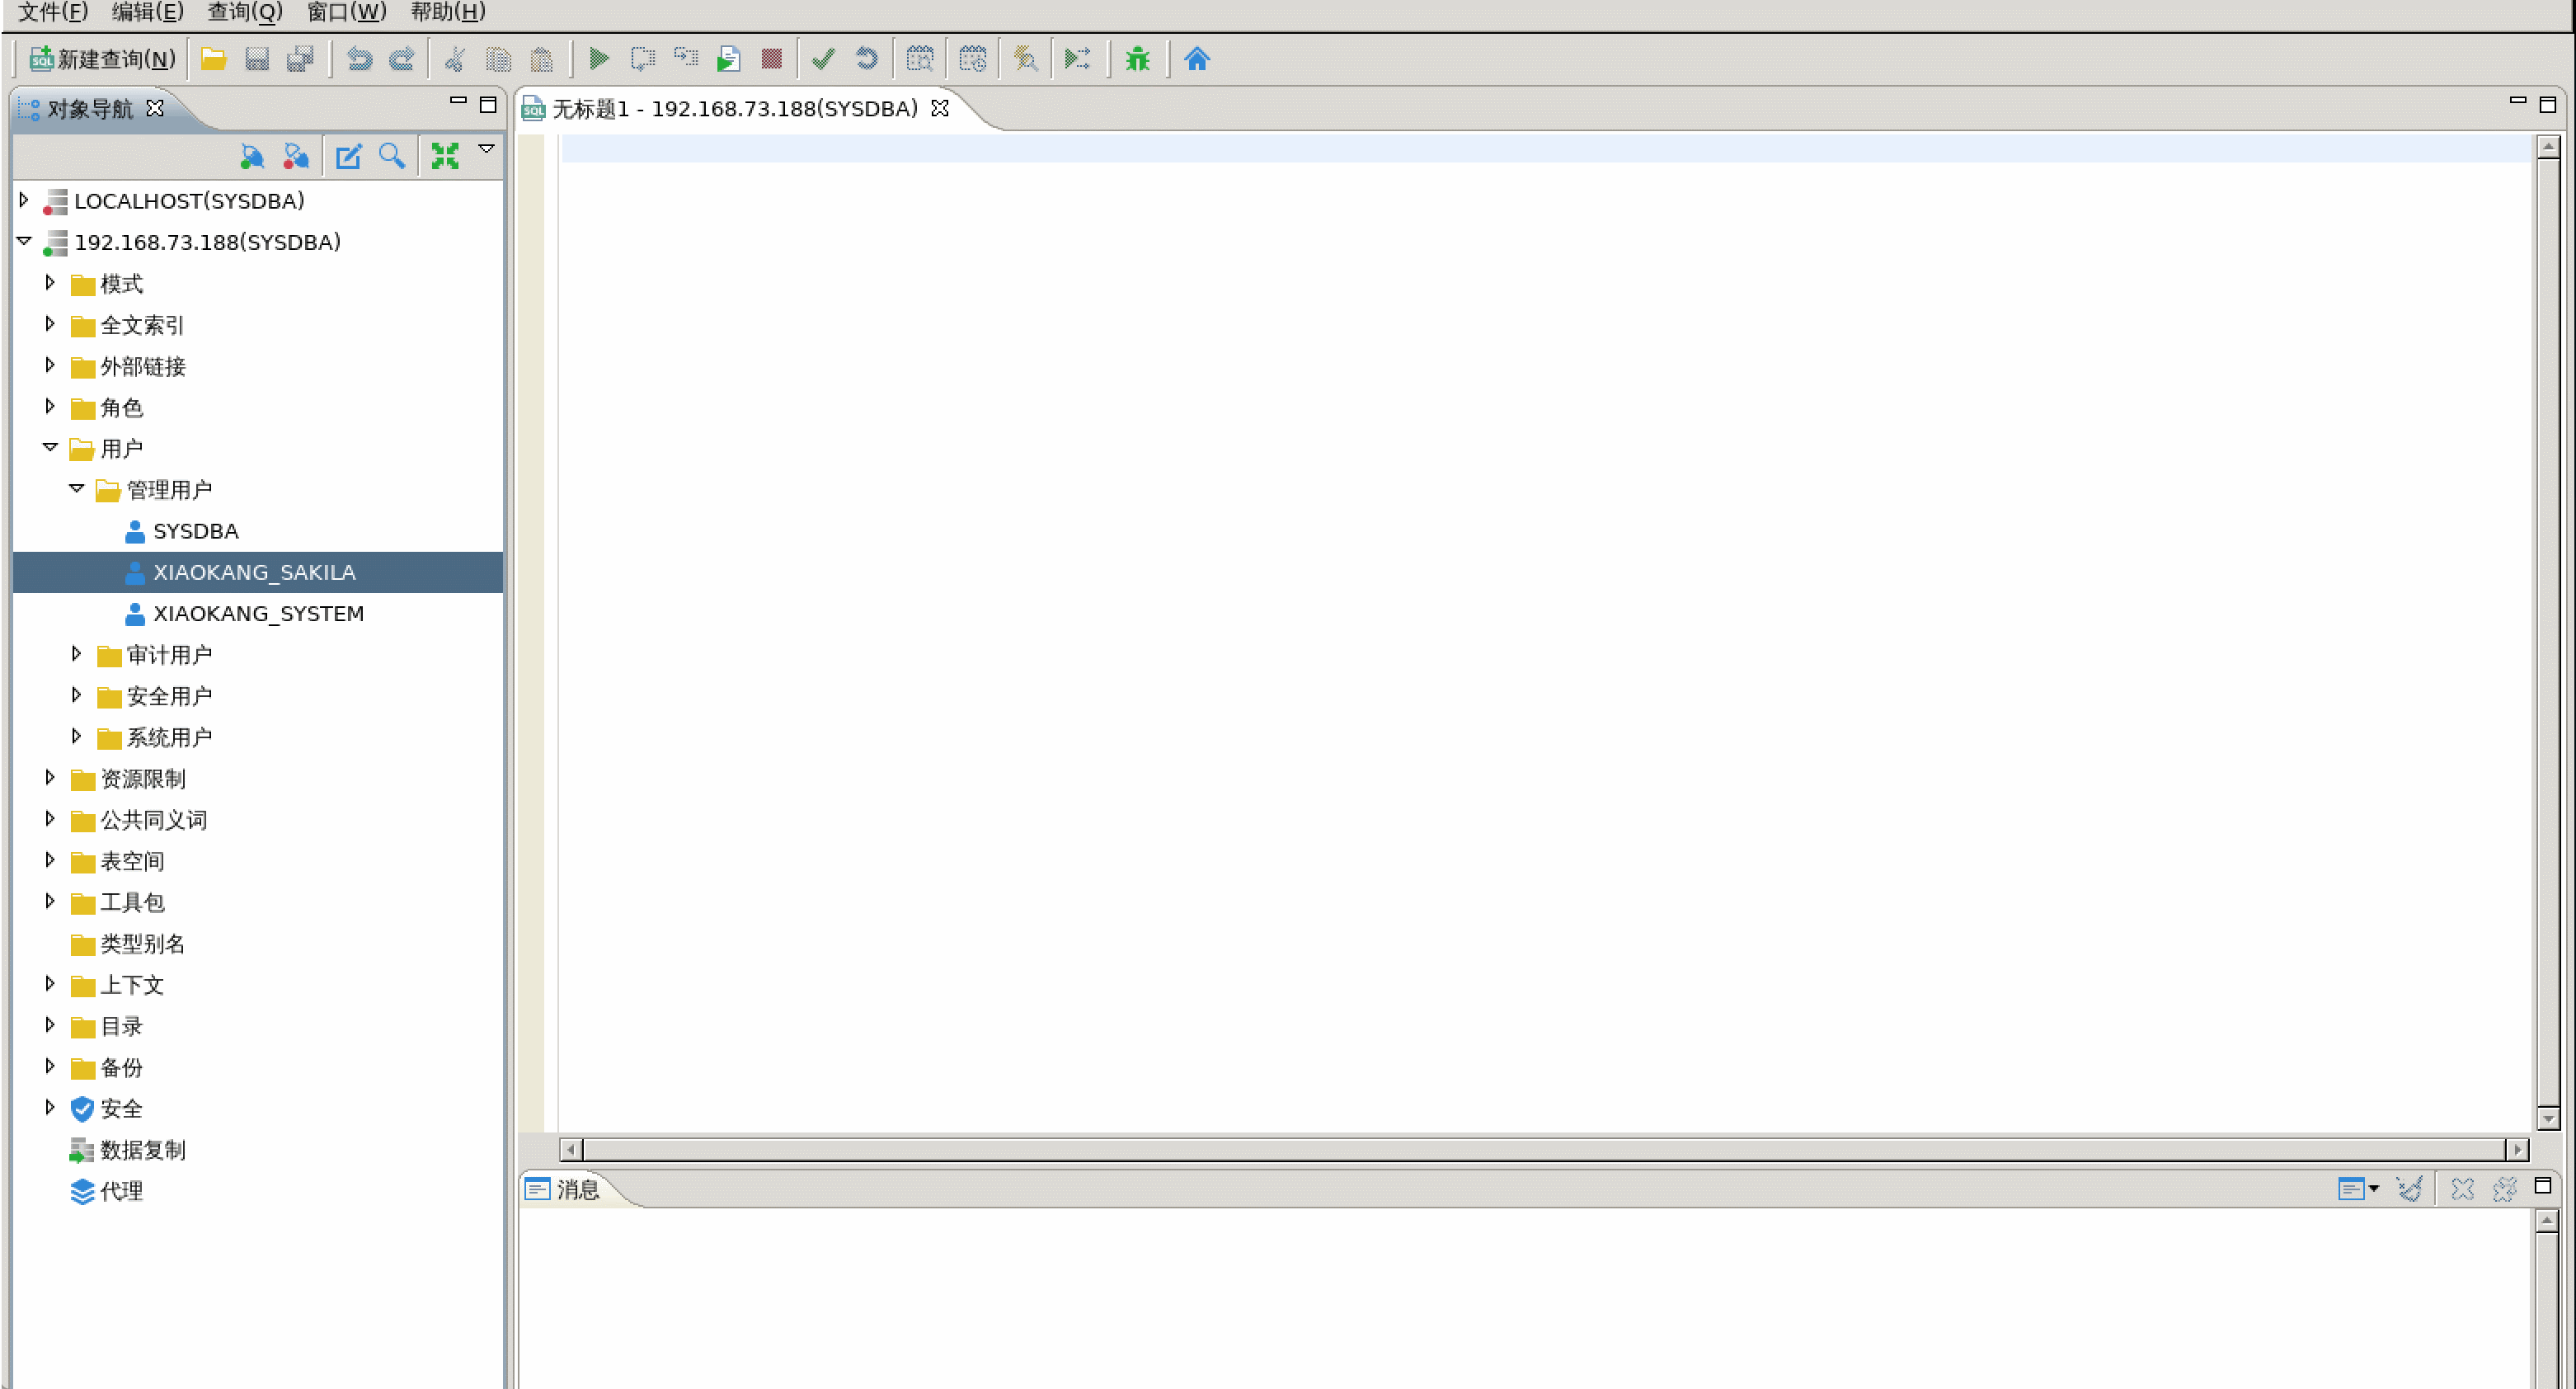 文件(F) 编辑(E) 查询(Q) 窗口(W) 帮助(H)
新建查询(N)
对象导航
无标题1 - 192.168.73.188(SYSDBA)
LOCALHOST(SYSDBA)
192.168.73.188(SYSDBA)
模式
全文索引
外部链接
角色
用户
管理用户
SYSDBA
XIAOKANG_SAKILA
XIAOKANG_SYSTEM
审计用户
安全用户
系统用户
资源限制
公共同义词
表空间
工具包
类型别名
上下文
目录
备份
安全
数据复制
代理
消息